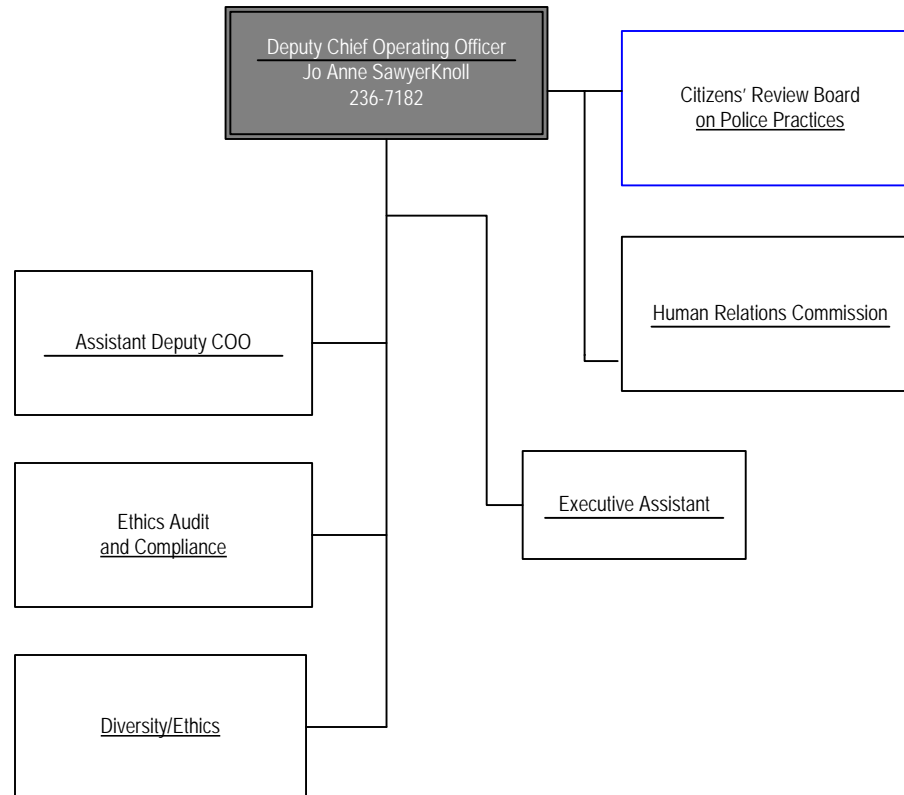 Deputy Chief Operating Officer
Jo Anne SawyerKnoll
236-7182
Citizens’ Review Board
on Police Practices
Human Relations Commission
Assistant Deputy COO
Executive Assistant
Ethics Audit
and Compliance
Diversity/Ethics